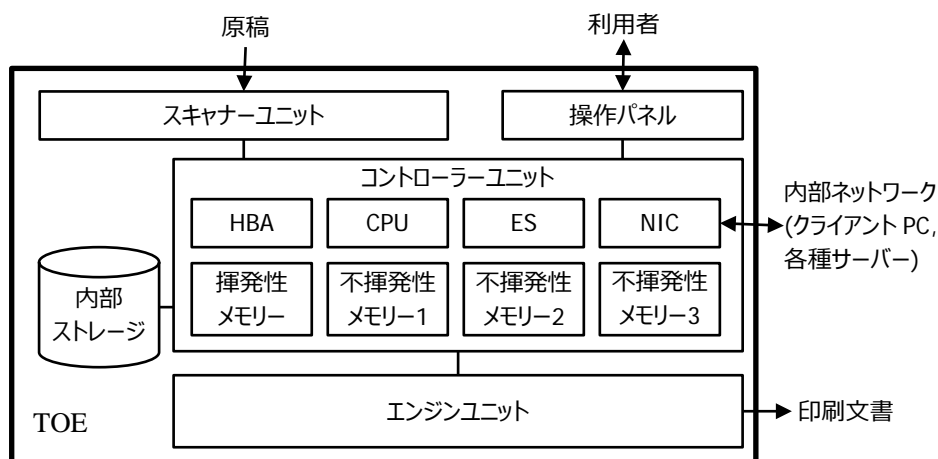 原稿
利用者
スキャナーユニット
操作パネル
コントローラーユニット
HBA
CPU
ES
NIC
内部ネットワーク
(クライアント PC,
各種サーバー)
内部
ストレージ
揮発性
メモリー
不揮発性
メモリー1
不揮発性
メモリー2
不揮発性
メモリー3
TOE
エンジンユニット
印刷文書